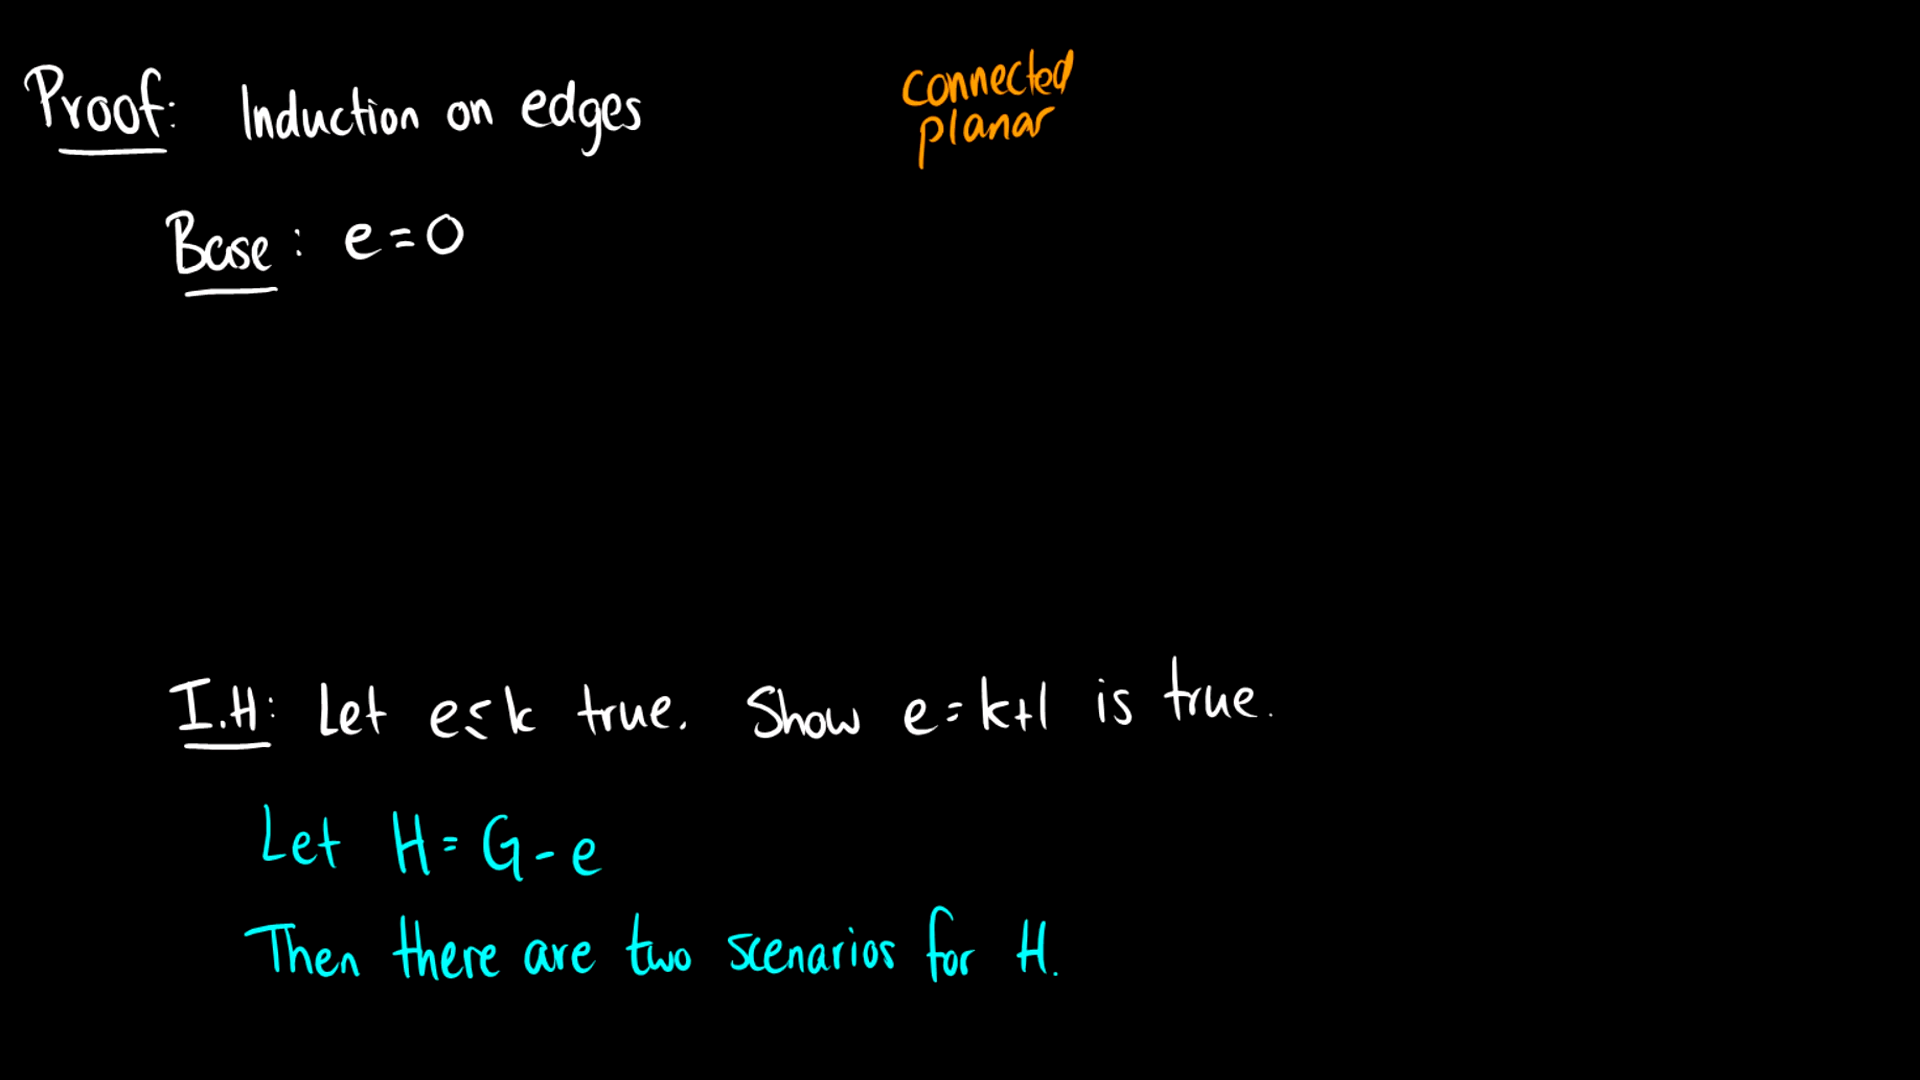 Proof: Induction on edges
connected
planar
Base: e=0
I.H: Let e≤k true. Show e=k+1 is true.
Let H=G-e
Then there are two scenarios for H.